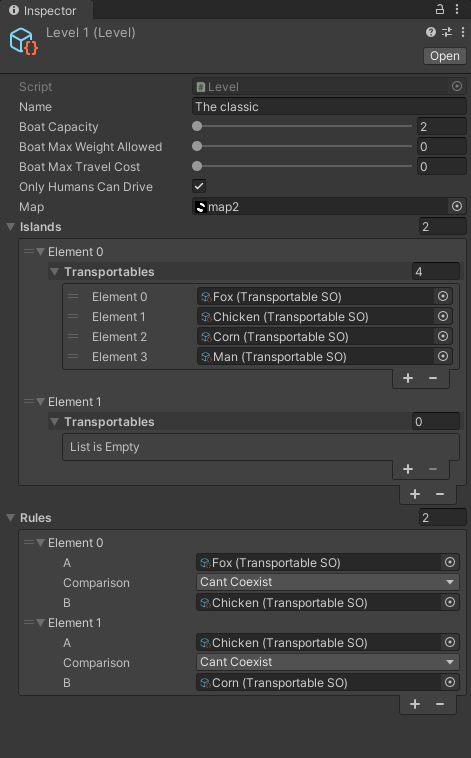 Inspector
Level 1 (Level)
Open
Script Level
Name The classic
Boat Capacity 2
Boat Max Weight Allowed 0
Boat Max Travel Cost 0
Only Humans Can Drive
Map map2
Islands 2
Element 0
Transportables 4
Element 0 Fox (Transportable SO)
Element 1 Chicken (Transportable SO)
Element 2 Corn (Transportable SO)
Element 3 Man (Transportable SO)
Element 1
Transportables 0
List is Empty
Rules 2
Element 0
A Fox (Transportable SO)
Comparison Cant Coexist
B Chicken (Transportable SO)
Element 1
A Chicken (Transportable SO)
Comparison Cant Coexist
B Corn (Transportable SO)